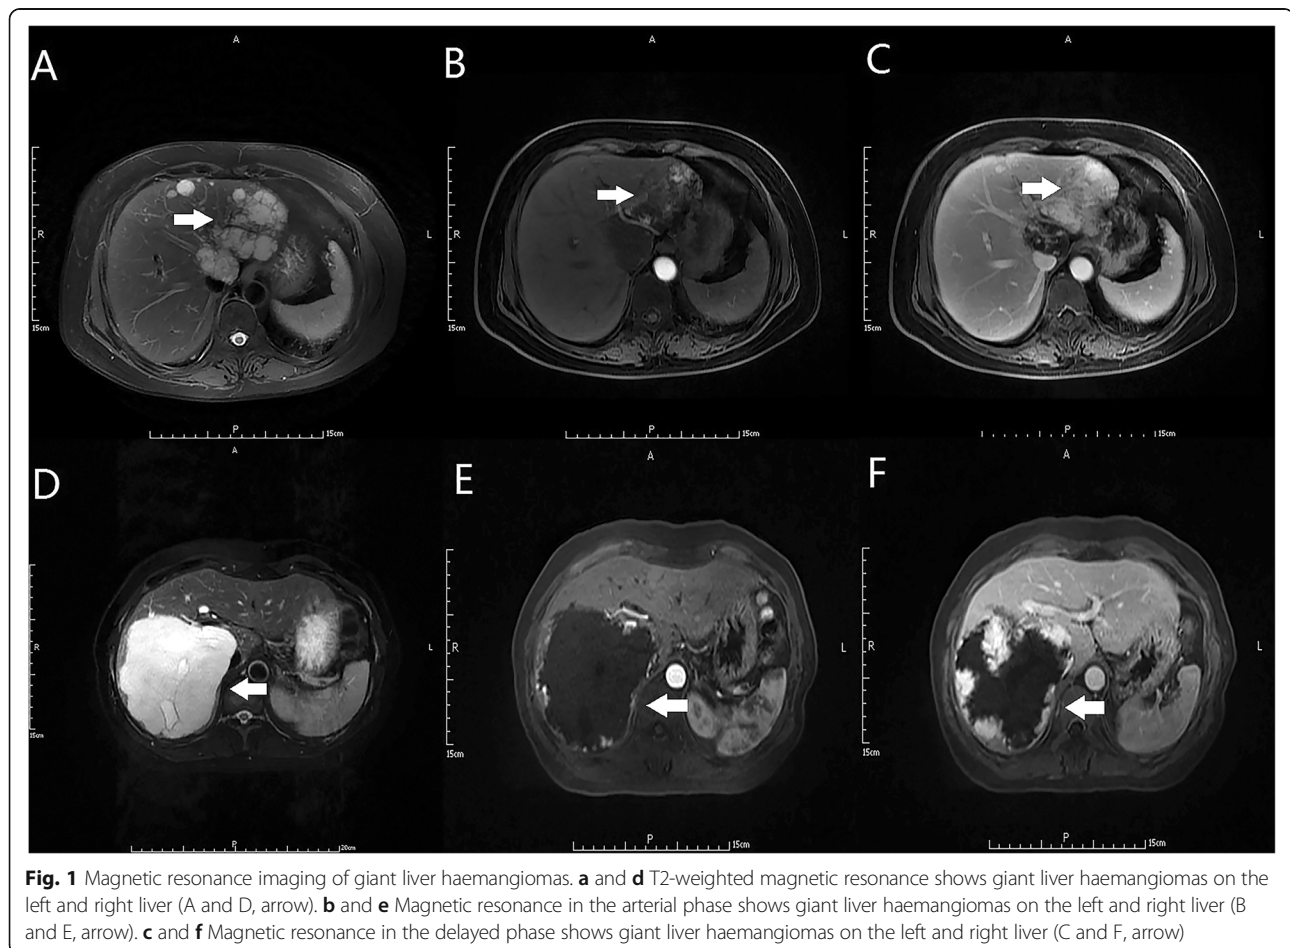 A
B
C
A
A
A
R
L
R
L
R
L
15cm
15cm
15cm
P
15cm
P
15cm
P
15cm
D
E
F
A
A
A
R
L
R
L
R
L
15cm
15cm
15cm
P
20cm
P
15cm
P
15cm
Fig. 1 Magnetic resonance imaging of giant liver haemangiomas. a and d T2-weighted magnetic resonance shows giant liver haemangiomas on the
left and right liver (A and D, arrow). b and e Magnetic resonance in the arterial phase shows giant liver haemangiomas on the left and right liver (B
and E, arrow). c and f Magnetic resonance in the delayed phase shows giant liver haemangiomas on the left and right liver (C and F, arrow)